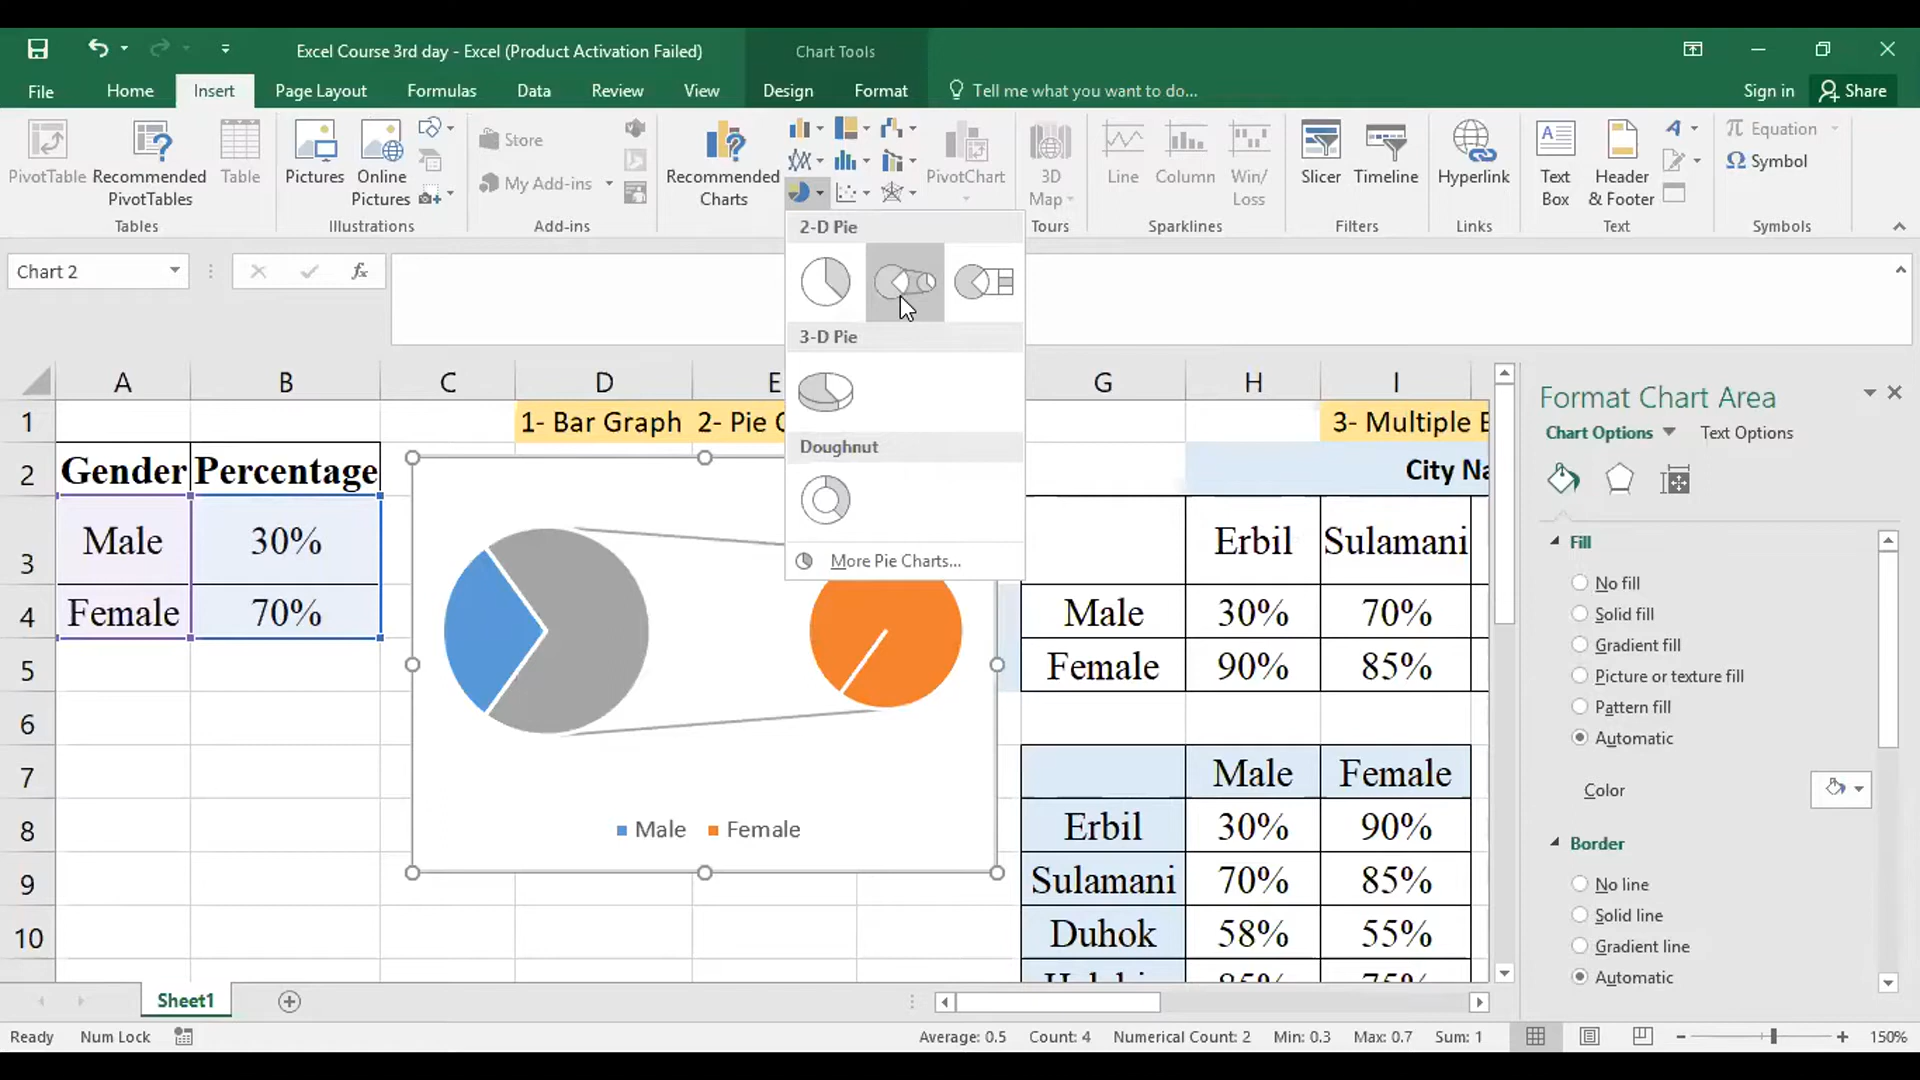 Excel Course 3rd day - Excel (Product Activation Failed)
Chart Tools
File
Home
Insert
Page Layout
Formulas
Data
Review
View
Design
Format
Tell me what you want to do...
Sign in
Share
PivotTable
Recommended
PivotTables
Table
Tables
Pictures
Online
Pictures
Illustrations
Store
My Add-ins
Add-ins
Recommended
Charts
PivotChart
3D
Map
Tours
Line
Column
Win/
Loss
Sparklines
Slicer
Timeline
Filters
Hyperlink
Links
Text
Box
Header
& Footer
Text
Equation
Symbol
Symbols
2-D Pie
3-D Pie
Doughnut
More Pie Charts...
Chart 2
fx
A B C D E G H I
1 1- Bar Graph 2- Pie 3- Multiple
2 Gender Percentage City
3 Male 30% Erbil Sulamani
4 Female 70% Male 30% 70%
5 Female 90% 85%
6
7 Male Female
8 Erbil 30% 90%
9 Sulamani 70% 85%
10 Duhok 58% 55%
Male Female
Format Chart Area
Chart Options
Text Options
Fill
No fill
Solid fill
Gradient fill
Picture or texture fill
Pattern fill
Automatic
Color
Border
No line
Solid line
Gradient line
Automatic
Sheet1
Ready
Num Lock
Average: 0.5
Count: 4
Numerical Count: 2
Min: 0.3
Max: 0.7
Sum: 1
150%